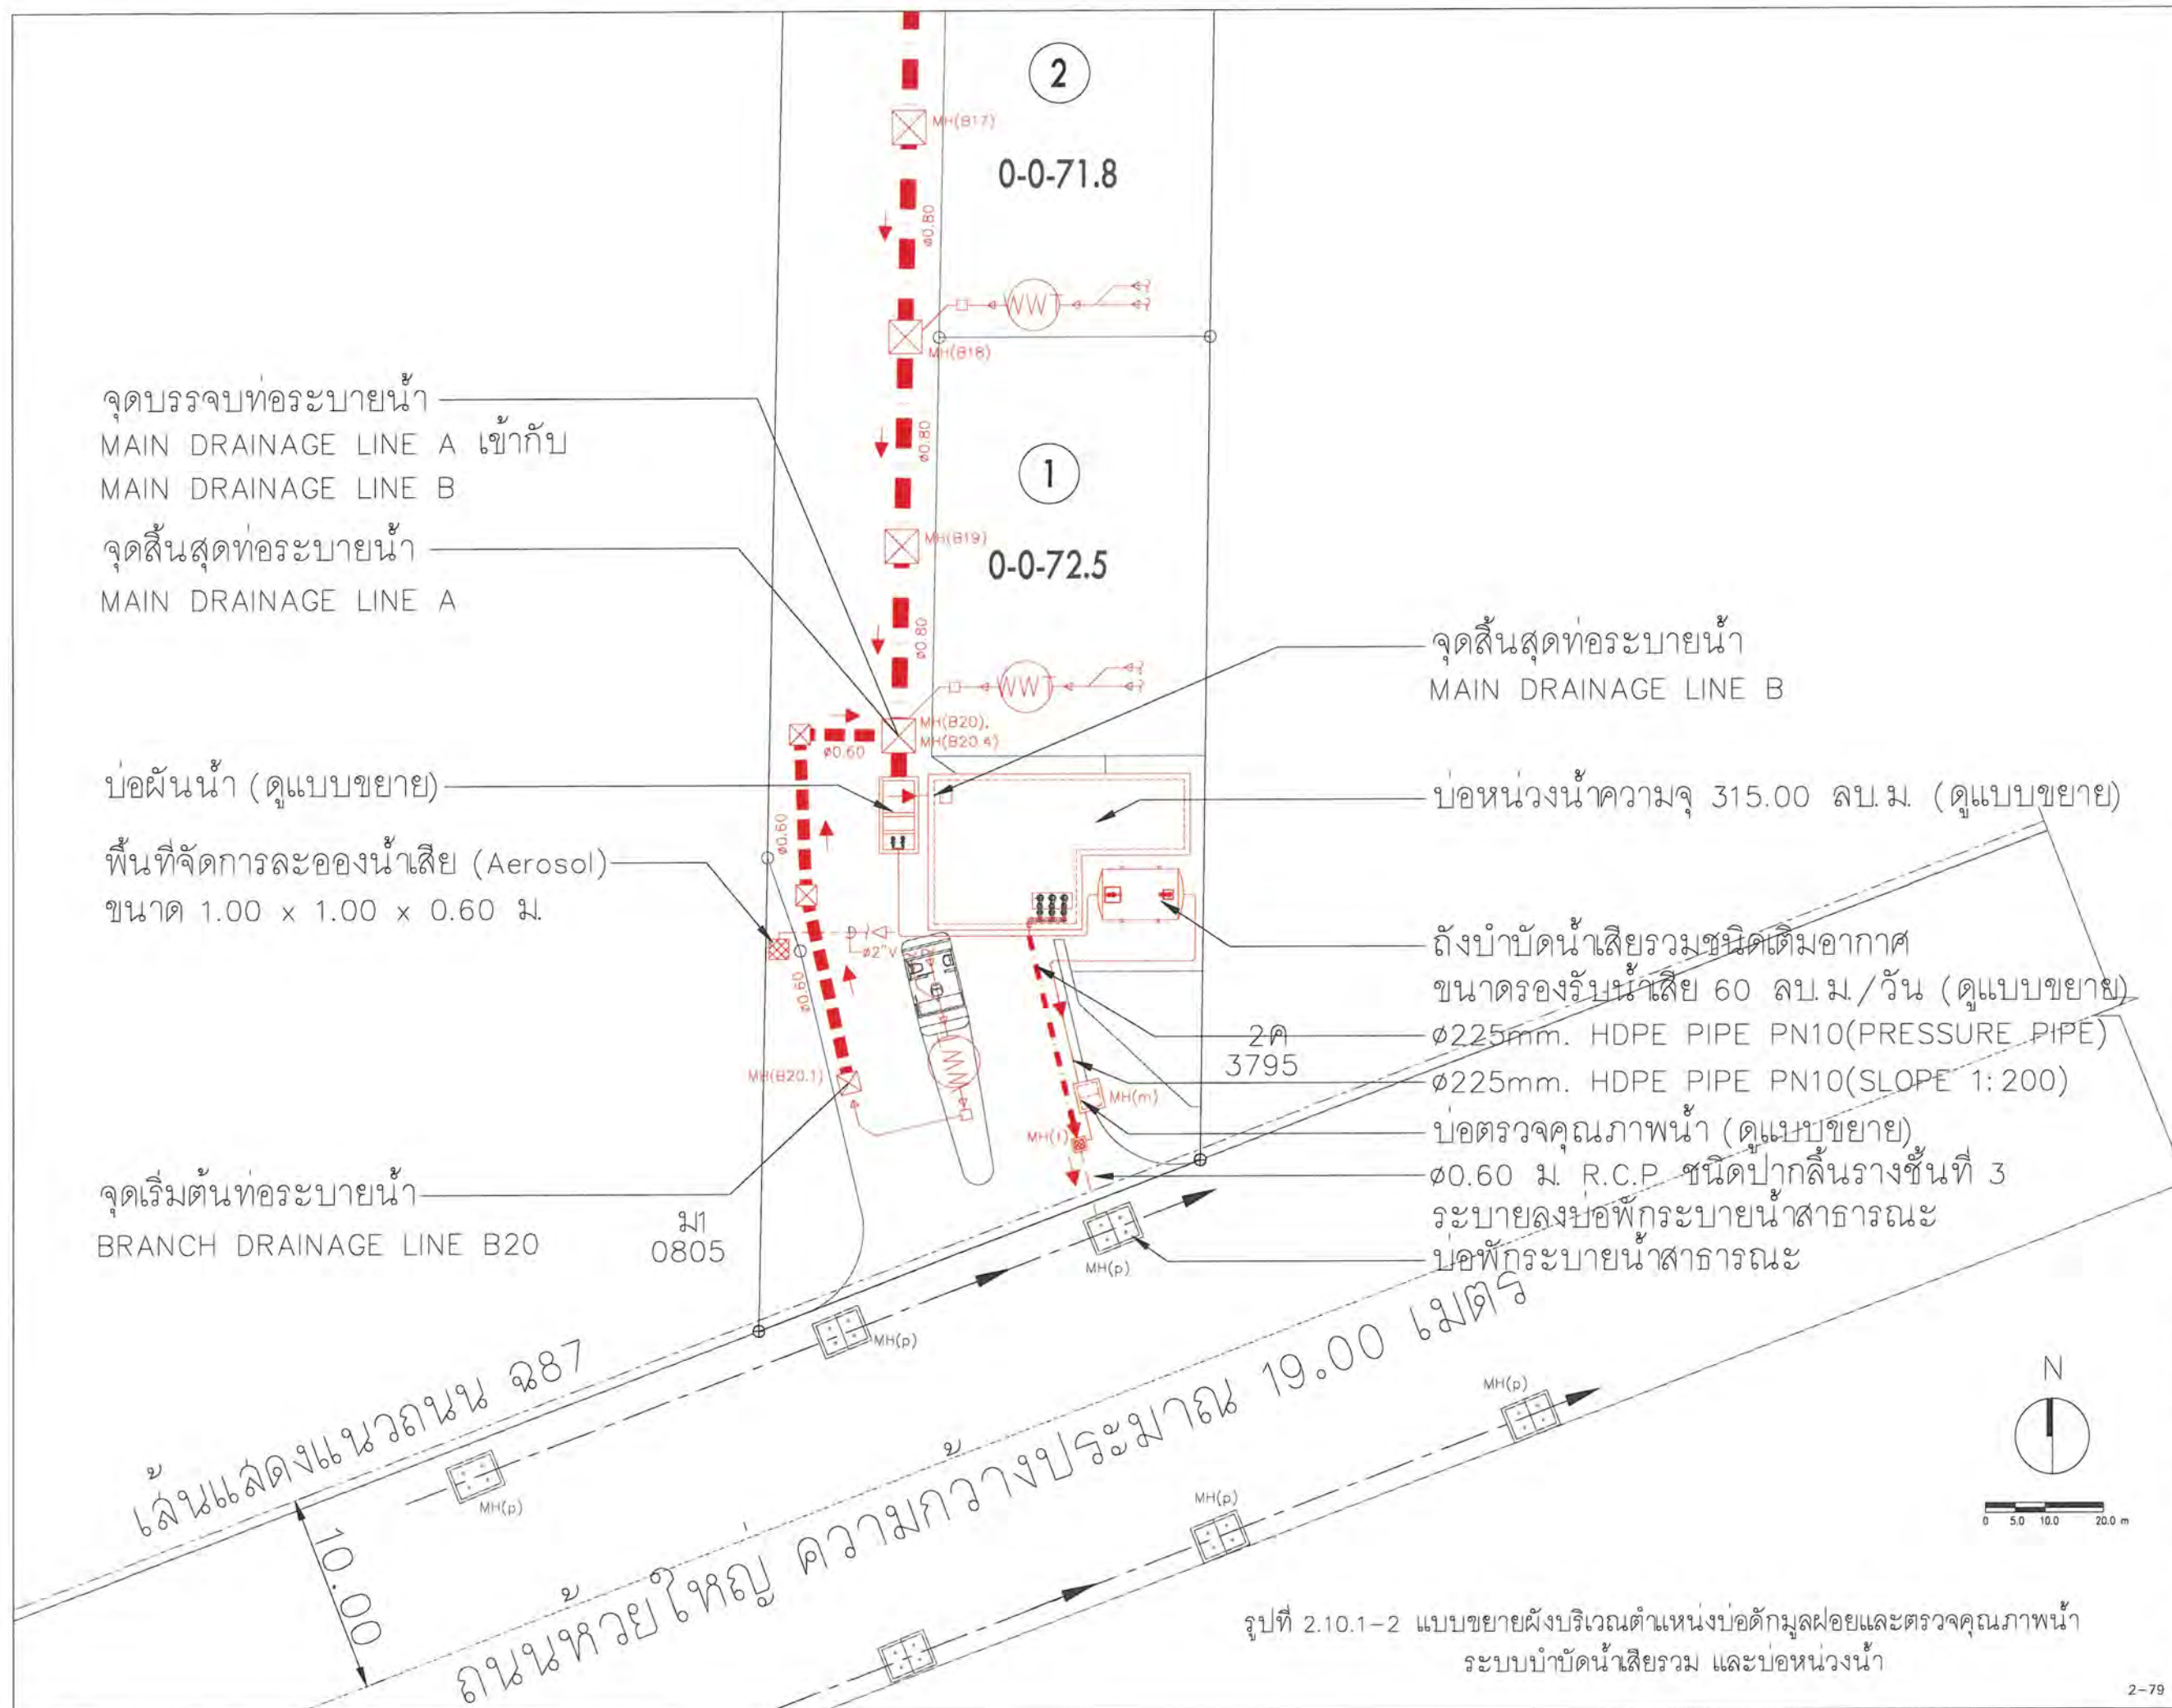 2
MH(B17)
0-0-71.8
ø0.80
WWT
MH(B18)
จุดบรรจบท่อระบายน้ำ
MAIN DRAINAGE LINE A เข้ากับ
MAIN DRAINAGE LINE B
ø0.80
1
จุดสิ้นสุดท่อระบายน้ำ
MAIN DRAINAGE LINE A
MH(B19)
0-0-72.5
ø0.80
WWT
จุดสิ้นสุดท่อระบายน้ำ
MAIN DRAINAGE LINE B
MH(B20),
MH(B20.4)
ø0.60
บ่อผันน้ำ (ดูแบบขยาย)
บ่อหน่วงน้ำความจุ 315.00 ลบ.ม. (ดูแบบขยาย)
ø0.60
พื้นที่จัดการละอองน้ำเสีย (Aerosol)
ขนาด 1.00 x 1.00 x 0.60 ม.
ø2"V
ø0.60
ถังบำบัดน้ำเสียรวมชนิดเติมอากาศ
ขนาดรองรับน้ำเสีย 60 ลบ.ม./วัน (ดูแบบขยาย)
2ค
3795
ø225mm. HDPE PIPE PN10(PRESSURE PIPE)
ø225mm. HDPE PIPE PN10(SLOPE 1:200)
MH(B20.1)
MH(m)
MH(1)
บ่อตรวจคุณภาพน้ำ (ดูแบบขยาย)
ø0.60 ม. R.C.P. ชนิดปากลิ้นรางชั้นที่ 3
ระบายลงบ่อพักระบายน้ำสาธารณะ
บ่อพักระบายน้ำสาธารณะ
จุดเริ่มต้นท่อระบายน้ำ
BRANCH DRAINAGE LINE B20
ม1
0805
MH(p)
MH(p)
MH(p)
เส้นแสดงแนวถนน ฉ87
10.00
ถนนห้วยใหญ่ ความกว้างประมาณ 19.00 เมตร
MH(p)
MH(p)
N
0 5.0 10.0 20.0 m
รูปที่ 2.10.1-2 แบบขยายผังบริเวณตำแหน่งบ่อดักมูลฝอยและตรวจคุณภาพน้ำ
ระบบบำบัดน้ำเสียรวม และบ่อหน่วงน้ำ
2-79